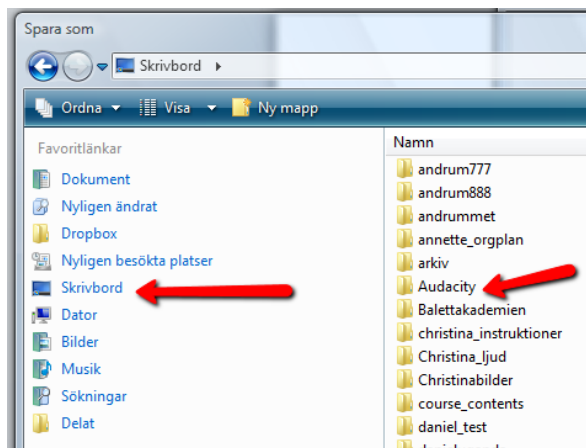 Spara som
Skrivbord
Ordna Visa Ny mapp
Favoritlänkar
Dokument
Nyligen ändrat
Dropbox
Nyligen besökta platser
Skrivbord
Dator
Bilder
Musik
Sökningar
Delat
Namn
andrum777
andrum888
andrummet
annette_orgplan
arkiv
Audacity
Balettakademien
christina_instruktioner
Christina_ljud
Christinabilder
course_contents
daniel_test